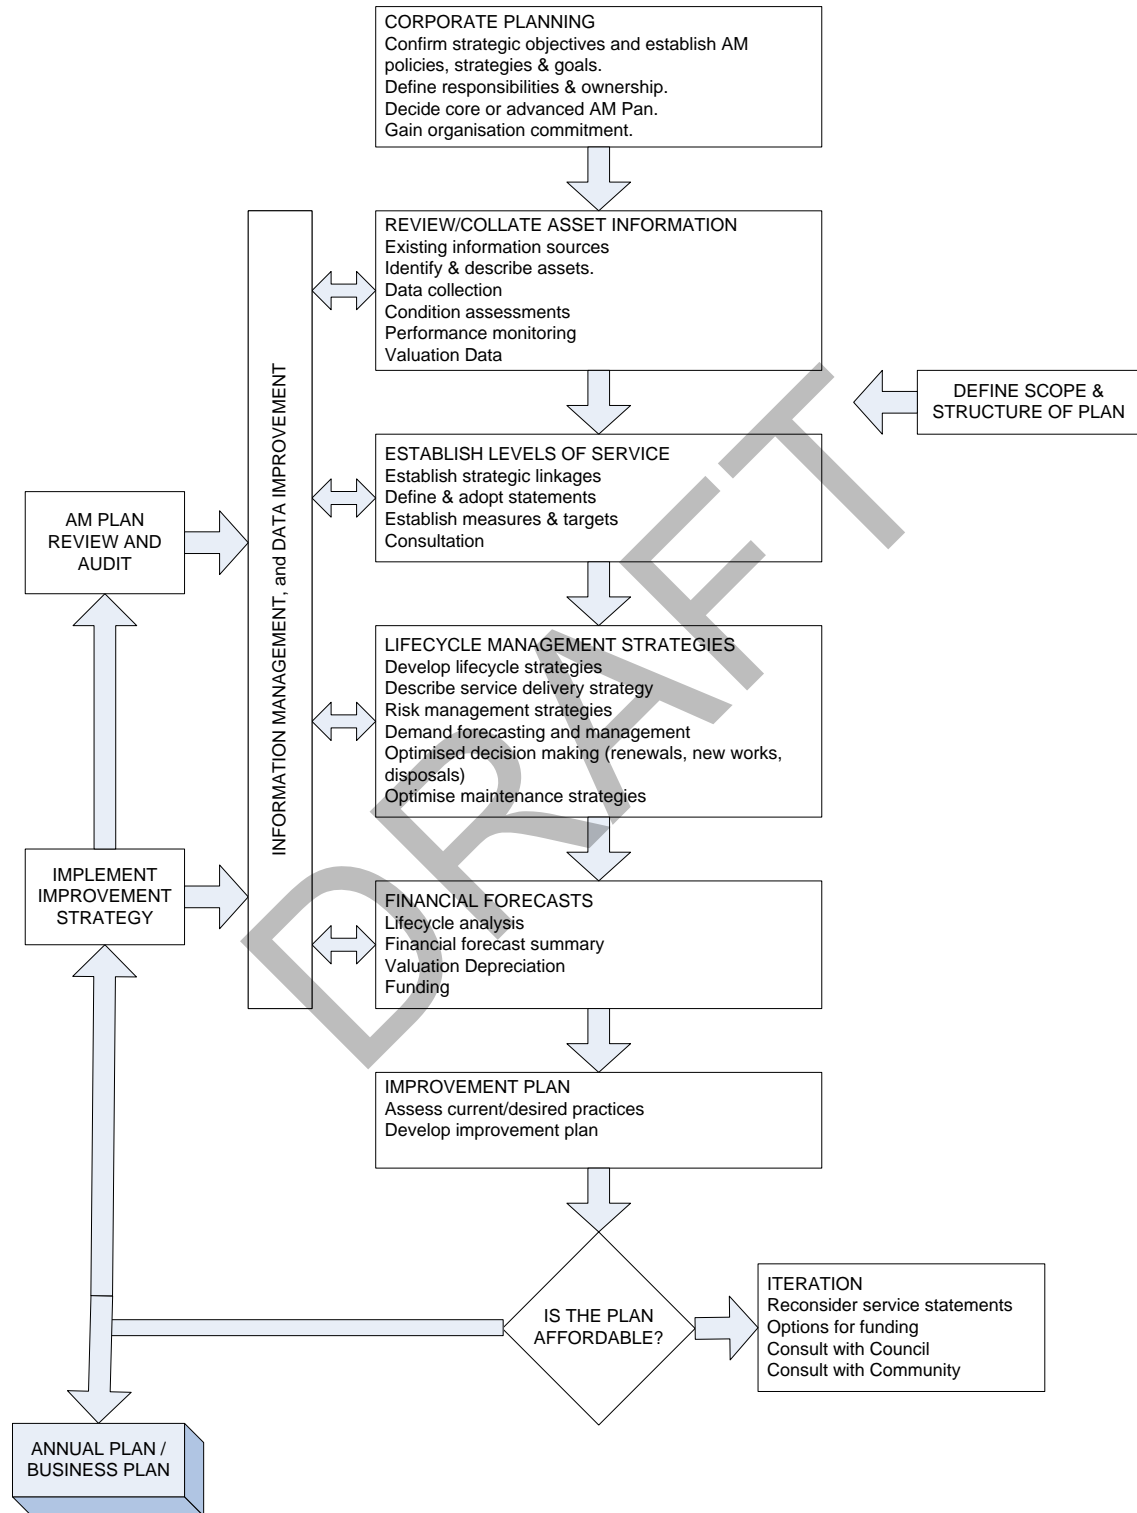 CORPORATE PLANNING
Confirm strategic objectives and establish AM
policies, strategies & goals.
Define responsibilities & ownership.
Decide core or advanced AM Pan.
Gain organisation commitment.
REVIEW/COLLATE ASSET INFORMATION
Existing information sources
Identify & describe assets.
Data collection
Condition assessments
Performance monitoring
Valuation Data
DEFINE SCOPE &
STRUCTURE OF PLAN
INFORMATION MANAGEMENT, and DATA IMPROVEMENT
ESTABLISH LEVELS OF SERVICE
Establish strategic linkages
Define & adopt statements
Establish measures & targets
Consultation
AM PLAN
REVIEW AND
AUDIT
LIFECYCLE MANAGEMENT STRATEGIES
Develop lifecycle strategies
Describe service delivery strategy
Risk management strategies
Demand forecasting and management
Optimised decision making (renewals, new works,
disposals)
Optimise maintenance strategies
IMPLEMENT
IMPROVEMENT
STRATEGY
FINANCIAL FORECASTS
Lifecycle analysis
Financial forecast summary
Valuation Depreciation
Funding
IMPROVEMENT PLAN
Assess current/desired practices
Develop improvement plan
IS THE PLAN
AFFORDABLE?
ITERATION
Reconsider service statements
Options for funding
Consult with Council
Consult with Community
ANNUAL PLAN /
BUSINESS PLAN
DRAFT